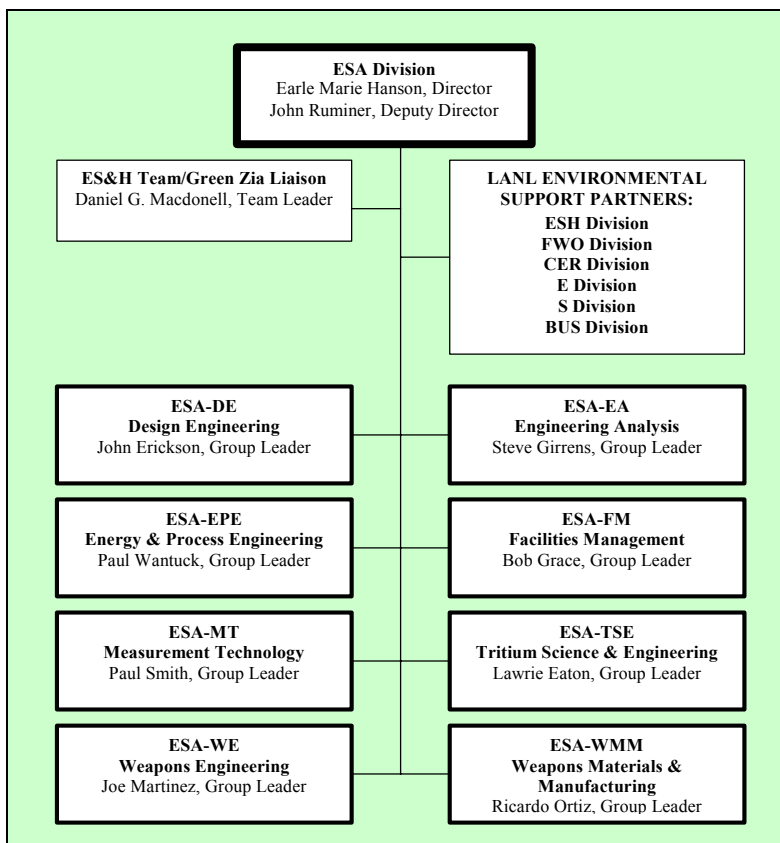 ESA Division
Earle Marie Hanson, Director
John Ruminer, Deputy Director
ES&H Team/Green Zia Liaison
Daniel G. Macdonell, Team Leader
LANL ENVIRONMENTAL
SUPPORT PARTNERS:
ESH Division
FWO Division
CER Division
E Division
S Division
BUS Division
ESA-DE
Design Engineering
John Erickson, Group Leader
ESA-EA
Engineering Analysis
Steve Girrens, Group Leader
ESA-EPE
Energy & Process Engineering
Paul Wantuck, Group Leader
ESA-FM
Facilities Management
Bob Grace, Group Leader
ESA-MT
Measurement Technology
Paul Smith, Group Leader
ESA-TSE
Tritium Science & Engineering
Lawrie Eaton, Group Leader
ESA-WE
Weapons Engineering
Joe Martinez, Group Leader
ESA-WMM
Weapons Materials &
Manufacturing
Ricardo Ortiz, Group Leader